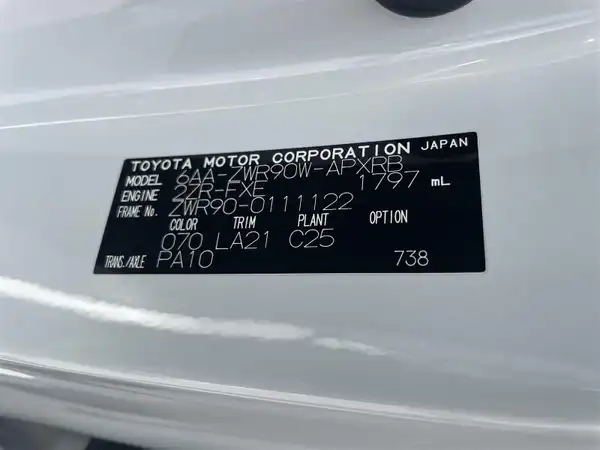 TOYOTA MOTOR CORPORATION JAPAN
MODEL 6AA-ZWR90W-APXRB
ENGINE 2ZR-FXE 1797 mL
FRAME No. ZWR90-0111122
COLOR TRIM PLANT OPTION
070 LA21 C25
TRANS./AXLE PA10 738